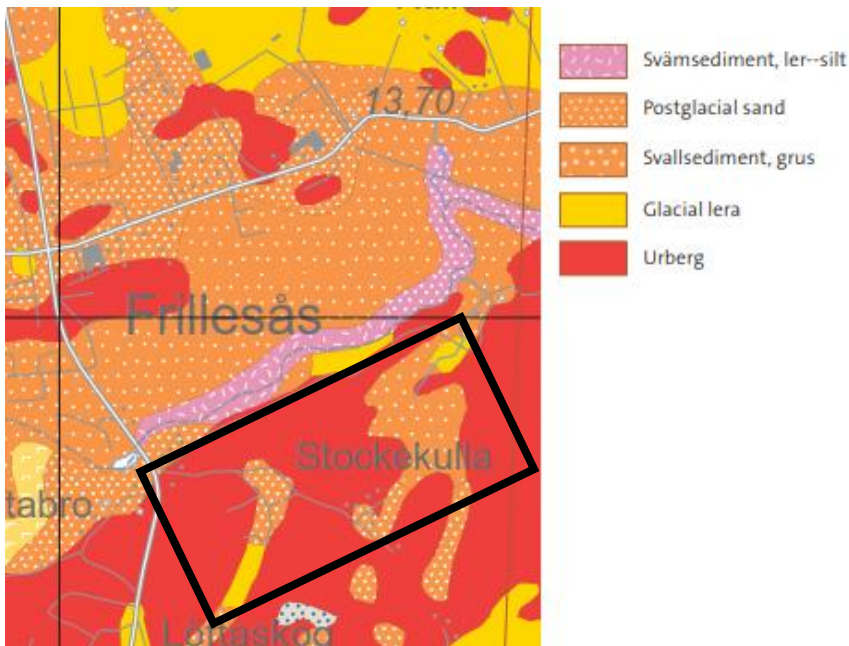 13,70
Frillesås
Stockekulla
tabro
Löftaskog
Svämsediment, ler--silt
Postglacial sand
Svallsediment, grus
Glacial lera
Urberg